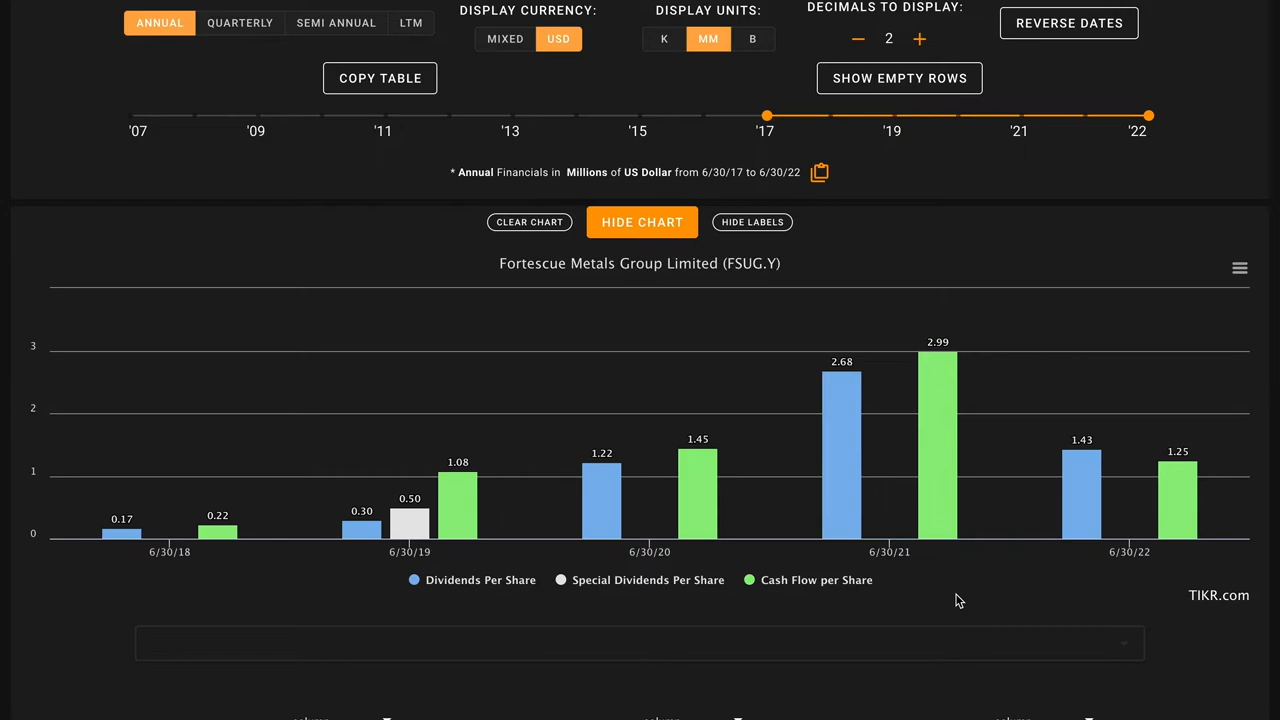 ANNUAL QUARTERLY SEMI ANNUAL LTM
DISPLAY CURRENCY:
MIXED USD
DISPLAY UNITS:
K MM B
DECIMALS TO DISPLAY:
2
REVERSE DATES
COPY TABLE
SHOW EMPTY ROWS
'07 '09 '11 '13 '15 '17 '19 '21 '22
* Annual Financials in Millions of US Dollar from 6/30/17 to 6/30/22
CLEAR CHART HIDE CHART HIDE LABELS
Fortescue Metals Group Limited (FSUG.Y)
3
2
1
0
0.17 0.22
0.30 0.50 1.08
1.22 1.45
2.68 2.99
1.43 1.25
6/30/18 6/30/19 6/30/20 6/30/21 6/30/22
Dividends Per Share Special Dividends Per Share Cash Flow per Share
TIKR.com